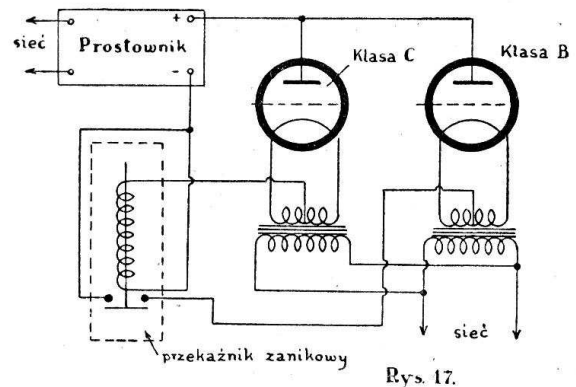 sieć
+
Prostownik
-
Klasa C
Klasa B
sieć
przekaźnik zanikowy
Rys. 17.